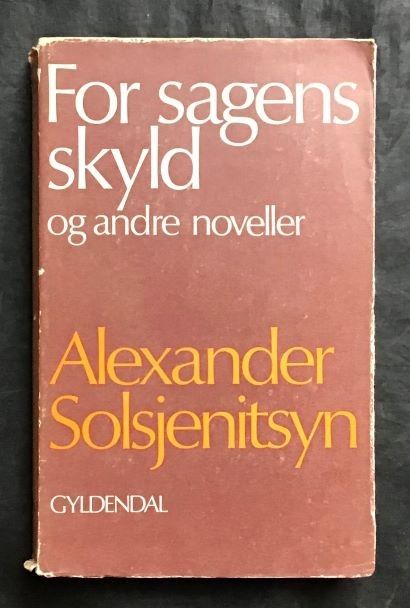 For sagens
skyld
og andre noveller
Alexander
Solsjenitsyn
GYLDENDAL